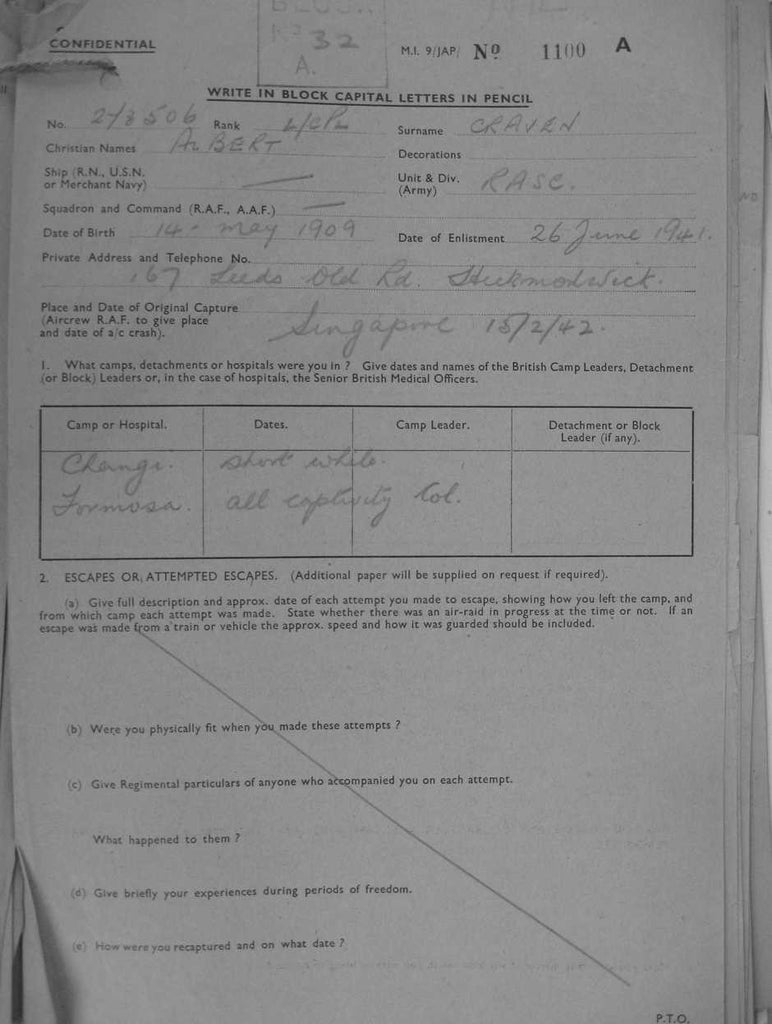 CONFIDENTIAL
32
A.
M.I. 9/JAP/ No 1100 A
WRITE IN BLOCK CAPITAL LETTERS IN PENCIL
No. Rank L/CPL Surname CRAVEN
Christian Names ALBERT Decorations
Ship (R.N., U.S.N.
or Merchant Navy)
Unit & Div. RASC.
(Army)
Squadron and Command (R.A.F., A.A.F.)
Date of Birth 14 - May 1909 Date of Enlistment 26 June 1941.
Private Address and Telephone No.
167 Leeds Old Rd.
Place and Date of Original Capture
(Aircrew R.A.F. to give place
and date of a/c crash). Singapore 15/2/42.
1. What camps, detachments or hospitals were you in ? Give dates and names of the British Camp Leaders, Detachment
(or Block) Leaders or, in the case of hospitals, the Senior British Medical Officers.
Camp or Hospital. Dates. Camp Leader. Detachment or Block
Leader (if any).
Changi. short while.
Formosa. all captivity Col.
2. ESCAPES OR ATTEMPTED ESCAPES. (Additional paper will be supplied on request if required).
(a) Give full description and approx. date of each attempt you made to escape, showing how you left the camp, and
from which camp each attempt was made. State whether there was an air-raid in progress at the time or not. If an
escape was made from a train or vehicle the approx. speed and how it was guarded should be included.
(b) Were you physically fit when you made these attempts ?
(c) Give Regimental particulars of anyone who accompanied you on each attempt.
What happened to them ?
(d) Give briefly your experiences during periods of freedom.
(e) How were you recaptured and on what date ?
P.T.O.